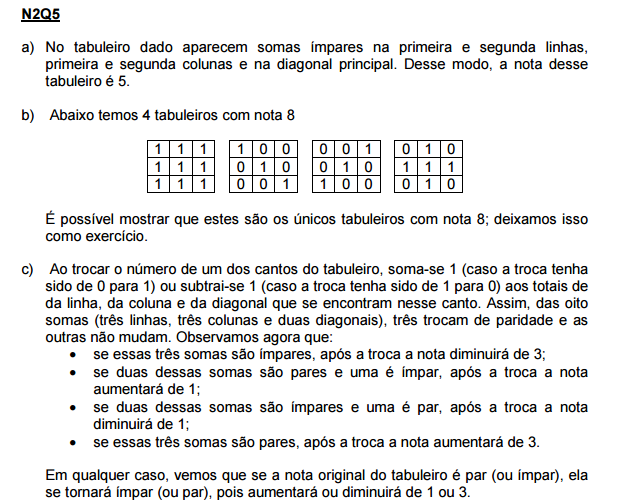 N2Q5
a) No tabuleiro dado aparecem somas ímpares na primeira e segunda linhas,
primeira e segunda colunas e na diagonal principal. Desse modo, a nota desse
tabuleiro é 5.
b) Abaixo temos 4 tabuleiros com nota 8
1 1 1 1 0 0 0 0 1 0 1 0
1 1 1 0 1 0 0 1 0 1 1 1
1 1 1 0 0 1 1 0 0 0 1 0
É possível mostrar que estes são os únicos tabuleiros com nota 8; deixamos isso
como exercício.
c) Ao trocar o número de um dos cantos do tabuleiro, soma-se 1 (caso a troca tenha
sido de 0 para 1) ou subtrai-se 1 (caso a troca tenha sido de 1 para 0) aos totais de
da linha, da coluna e da diagonal que se encontram nesse canto. Assim, das oito
somas (três linhas, três colunas e duas diagonais), três trocam de paridade e as
outras não mudam. Observamos agora que:
• se essas três somas são ímpares, após a troca a nota diminuirá de 3;
• se duas dessas somas são pares e uma é ímpar, após a troca a nota
aumentará de 1;
• se duas dessas somas são ímpares e uma é par, após a troca a nota
diminuirá de 1;
• se essas três somas são pares, após a troca a nota aumentará de 3.
Em qualquer caso, vemos que se a nota original do tabuleiro é par (ou ímpar), ela
se tornará ímpar (ou par), pois aumentará ou diminuirá de 1 ou 3.